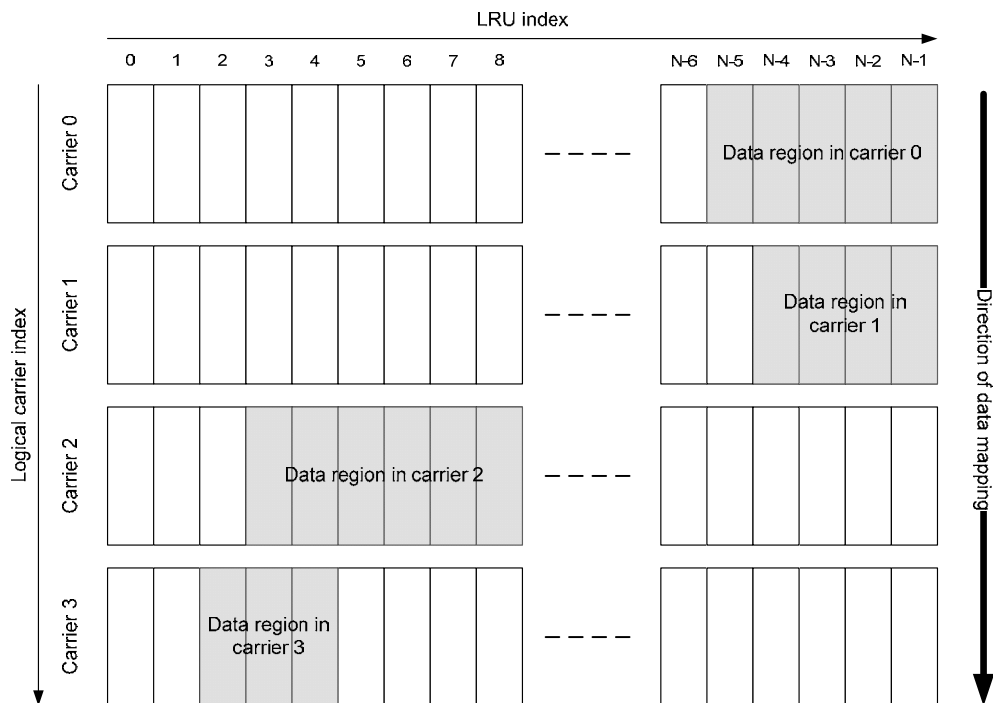 LRU index
0 1 2 3 4 5 6 7 8 N-6 N-5 N-4 N-3 N-2 N-1
Logical carrier index
Carrier 0
Data region in carrier 0
Carrier 1
Data region in
carrier 1
Carrier 2
Data region in carrier 2
Carrier 3
Data region in
carrier 3
Direction of data mapping